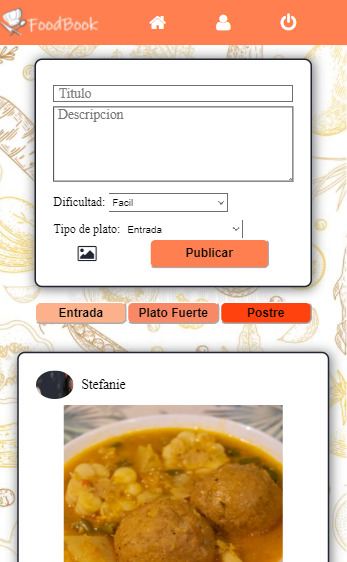 FoodBook
Titulo
Descripcion
Dificultad: Facil
Tipo de plato: Entrada
Publicar
Entrada Plato Fuerte Postre
Stefanie